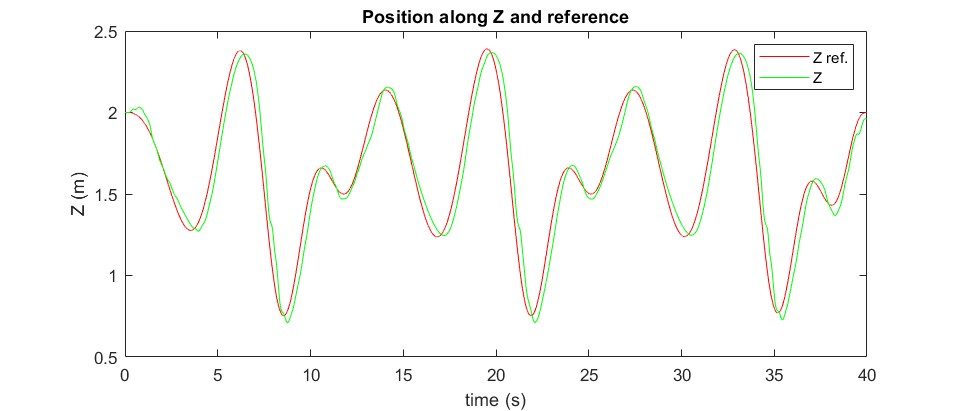 Position along Z and reference
2.5
2
1.5
1
0.5
Z (m)
Z ref.
Z
0 5 10 15 20 25 30 35 40
time (s)